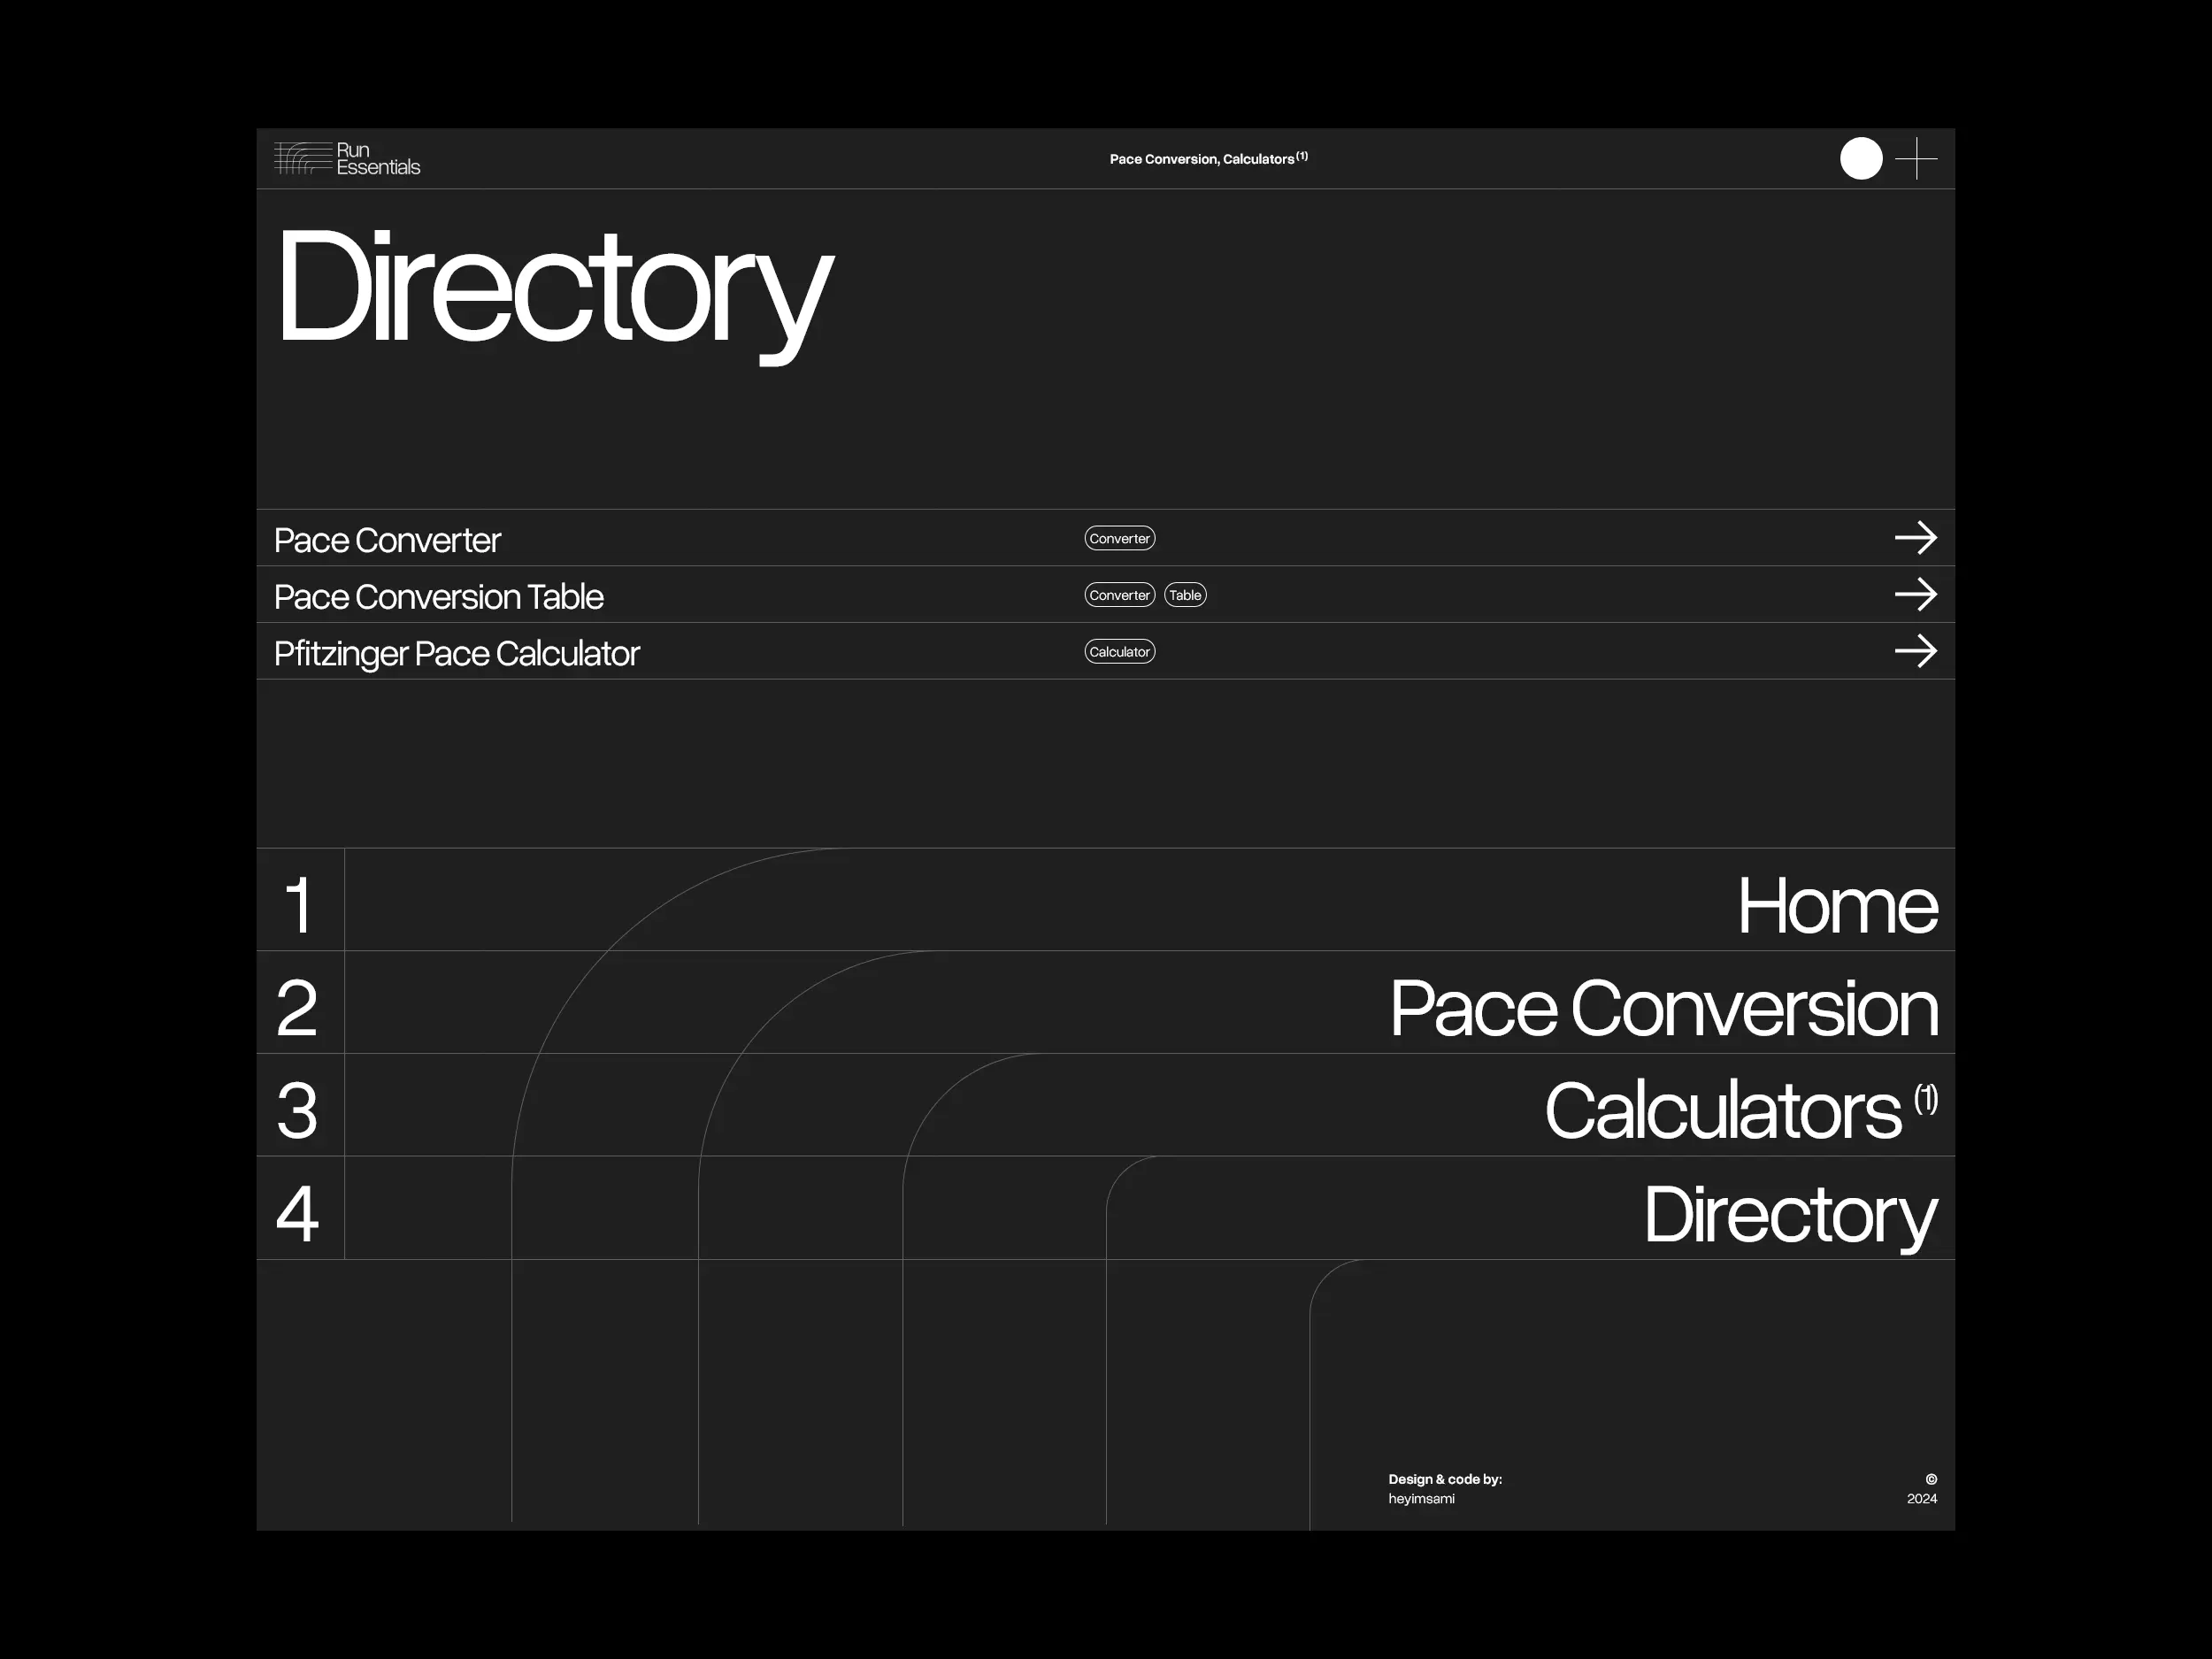 Run
Essentials
Pace Conversion, Calculators (1)
Directory
Pace Converter
Converter
Pace Conversion Table
Converter
Table
Pfitzinger Pace Calculator
Calculator
1
Home
2
Pace Conversion
3
Calculators (1)
4
Directory
Design & code by:
©
heyimsami
2024